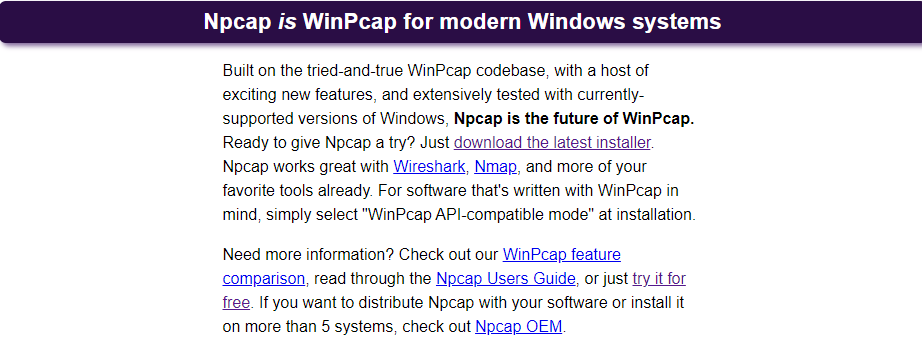 Npcap is WinPcap for modern Windows systems
Built on the tried-and-true WinPcap codebase, with a host of
exciting new features, and extensively tested with currently-
supported versions of Windows, Npcap is the future of WinPcap.
Ready to give Npcap a try? Just download the latest installer.
Npcap works great with Wireshark, Nmap, and more of your
favorite tools already. For software that's written with WinPcap in
mind, simply select "WinPcap API-compatible mode" at installation.
Need more information? Check out our WinPcap feature
comparison, read through the Npcap Users Guide, or just try it for
free. If you want to distribute Npcap with your software or install it
on more than 5 systems, check out Npcap OEM.